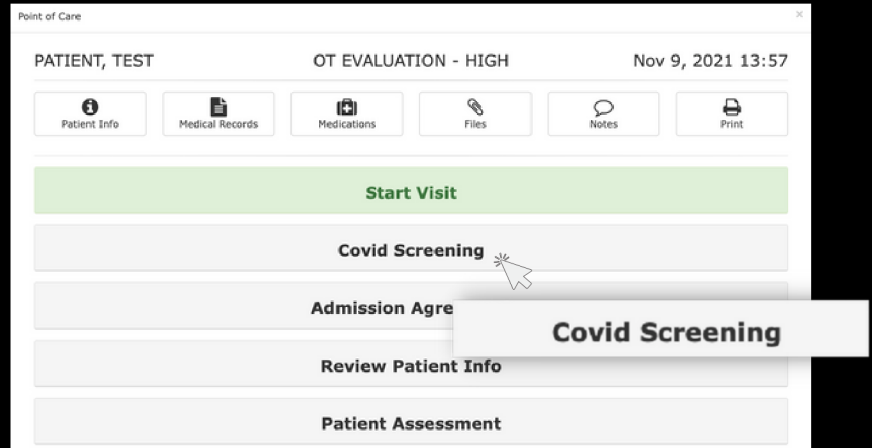 Point of Care
PATIENT, TEST OT EVALUATION - HIGH Nov 9, 2021 13:57
Patient Info Medical Records Medications Files Notes Print
Start Visit
Covid Screening
Admission Agre
Covid Screening
Review Patient Info
Patient Assessment